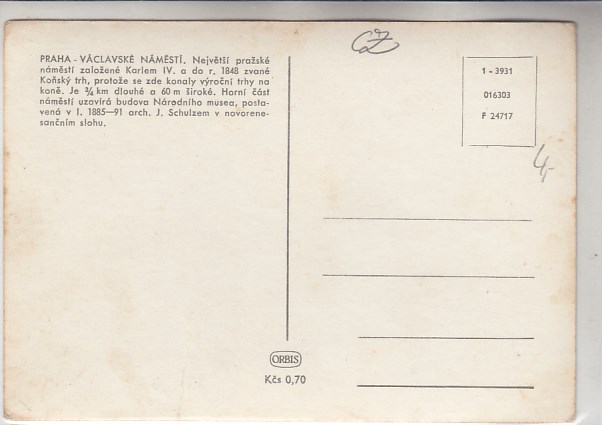 PRAHA - VÁCLAVSKÉ NÁMĚSTÍ. Největší pražské
náměstí založené Karlem IV. a do r. 1848 zvané
Koňský trh, protože se zde konaly výroční trhy na
koně. Je ¾ km dlouhé a 60 m široké. Horní část
náměstí uzavírá budova Národního musea, posta-
vená v l. 1885—91 arch. J. Schulzem v novorene-
sančním slohu.
CZ
1 - 3931
016303
F 24717
4,-
ORBIS
Kčs 0,70